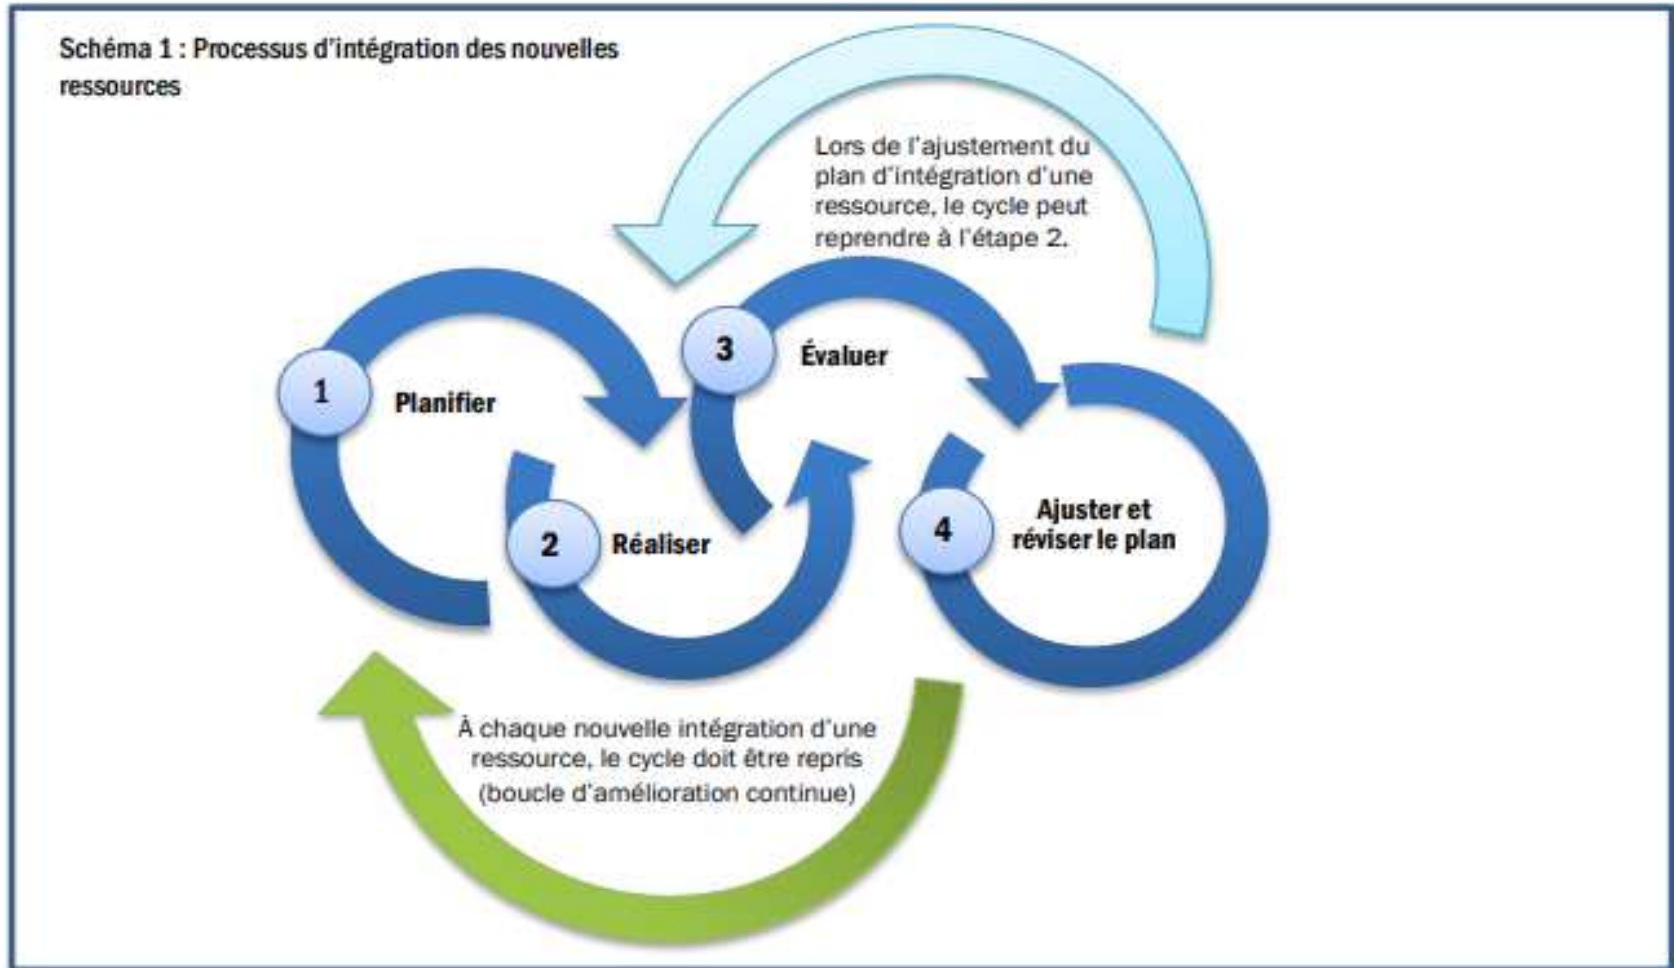 Schéma 1 : Processus d'intégration des nouvelles
ressources
Lors de l'ajustement du
plan d'intégration d'une
ressource, le cycle peut
reprendre à l'étape 2.
1
Planifier
2
Réaliser
3
Évaluer
4
Ajuster et
réviser le plan
À chaque nouvelle intégration d'une
ressource, le cycle doit être repris
(boucle d'amélioration continue)